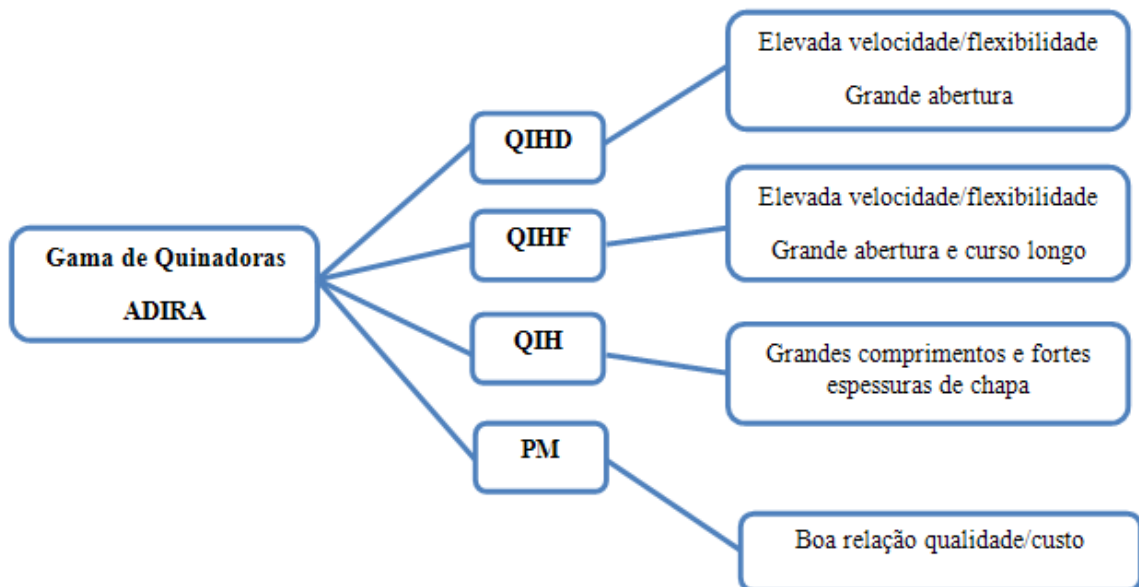 Gama de Quinadoras
ADIRA
QIHD
Elevada velocidade/flexibilidade
Grande abertura
QIHF
Elevada velocidade/flexibilidade
Grande abertura e curso longo
QIH
Grandes comprimentos e fortes
espessuras de chapa
PM
Boa relação qualidade/custo